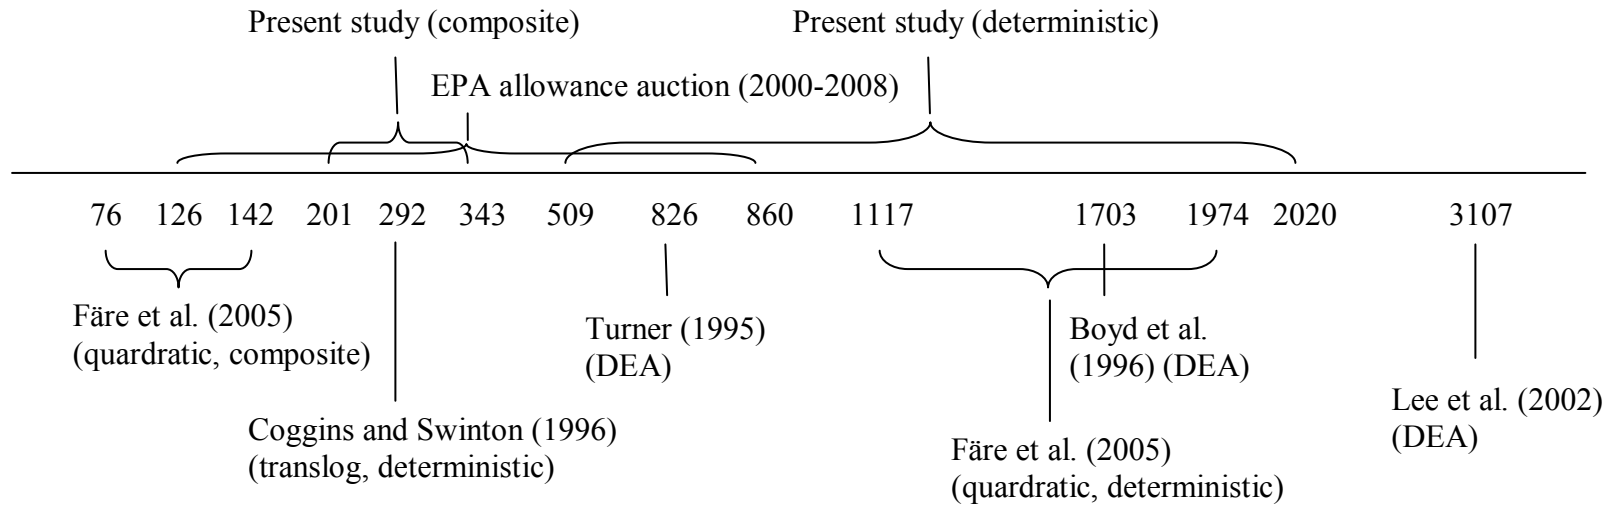 Present study (composite)
Present study (deterministic)
EPA allowance auction (2000-2008)
76 126 142 201 292 343 509 826 860 1117 1703 1974 2020 3107
Färe et al. (2005)
(quardratic, composite)
Turner (1995)
(DEA)
Boyd et al.
(1996) (DEA)
Lee et al. (2002)
(DEA)
Coggins and Swinton (1996)
(translog, deterministic)
Färe et al. (2005)
(quardratic, deterministic)